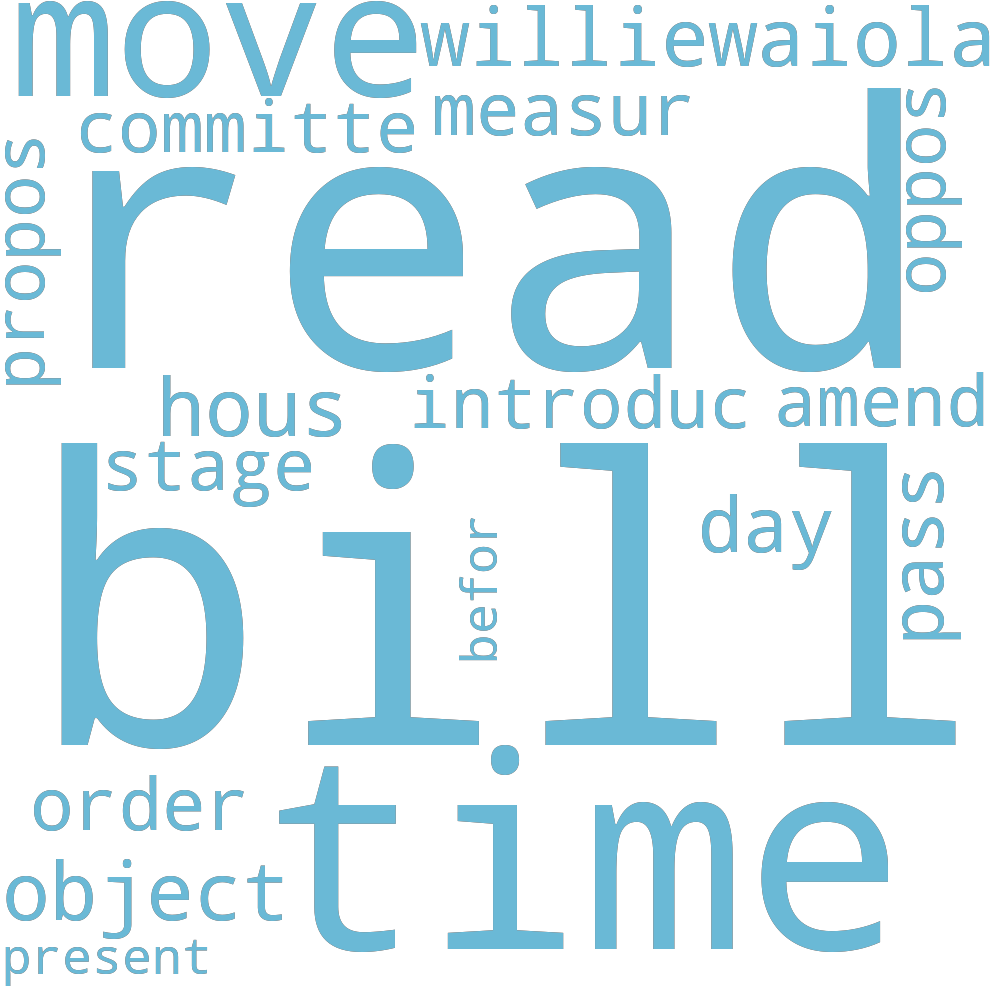 move
williewaiola
committe
measur
propos
read
oppos
hous
introduc
amend
stage
bill
befor
day
pass
order
time
object
present